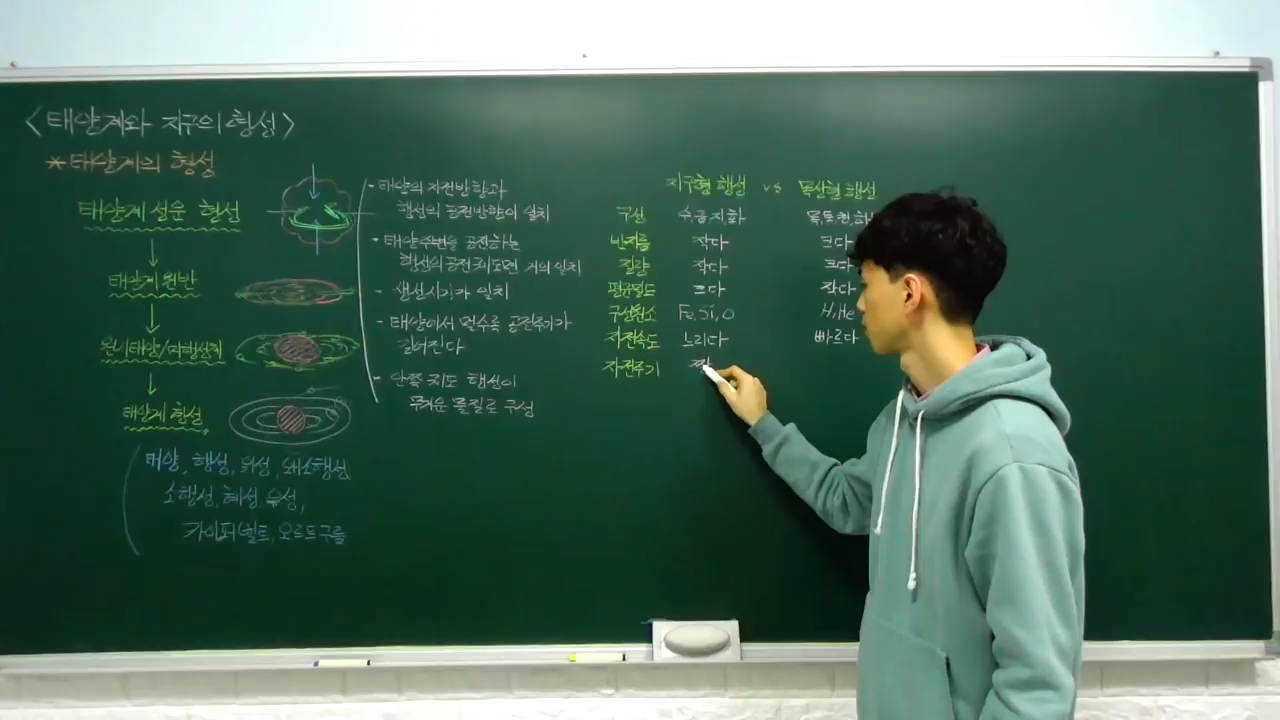 <태양계와 지구의 형성>
*태양계의 형성
태양계 성운 형성
태양계 원반
원시태양/미행성체
태양계 형성
태양, 행성, 위성, 왜소행성,
소행성, 혜성, 유성,
카이퍼벨트, 오르트구름
- 태양의 자전방향과
행성의 공전방향이 일치
- 태양주변을 공전하는
행성의 공전궤도면 거의 일치
- 생성시기가 일치
- 태양에서 멀수록 공전주기가
길어진다
- 안쪽 궤도 행성이
무거운 물질로 구성
지구형 행성 vs 목성형 행성
구성 수금지화 목,토,천,해
반지름 작다 크다
질량 작다 크다
평균밀도 크다 작다
구성원소 Fe, Si, O H, He
자전속도 느리다 빠르다
자전주기